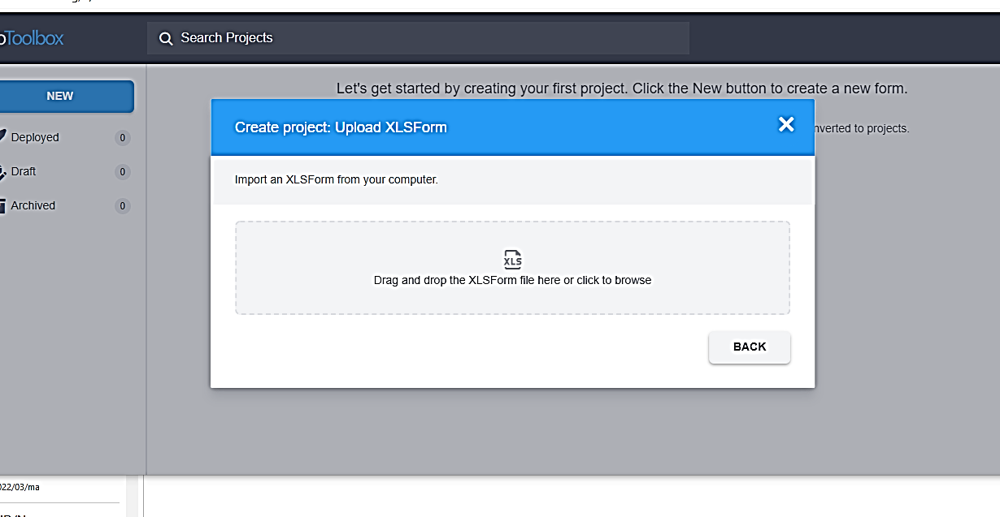 oToolbox
Search Projects
NEW
Let's get started by creating your first project. Click the New button to create a new form.
Create project: Upload XLSForm
nverted to projects.
Deployed 0
Import an XLSForm from your computer.
Draft 0
Archived 0
XLS
Drag and drop the XLSForm file here or click to browse
BACK
022/03/ma